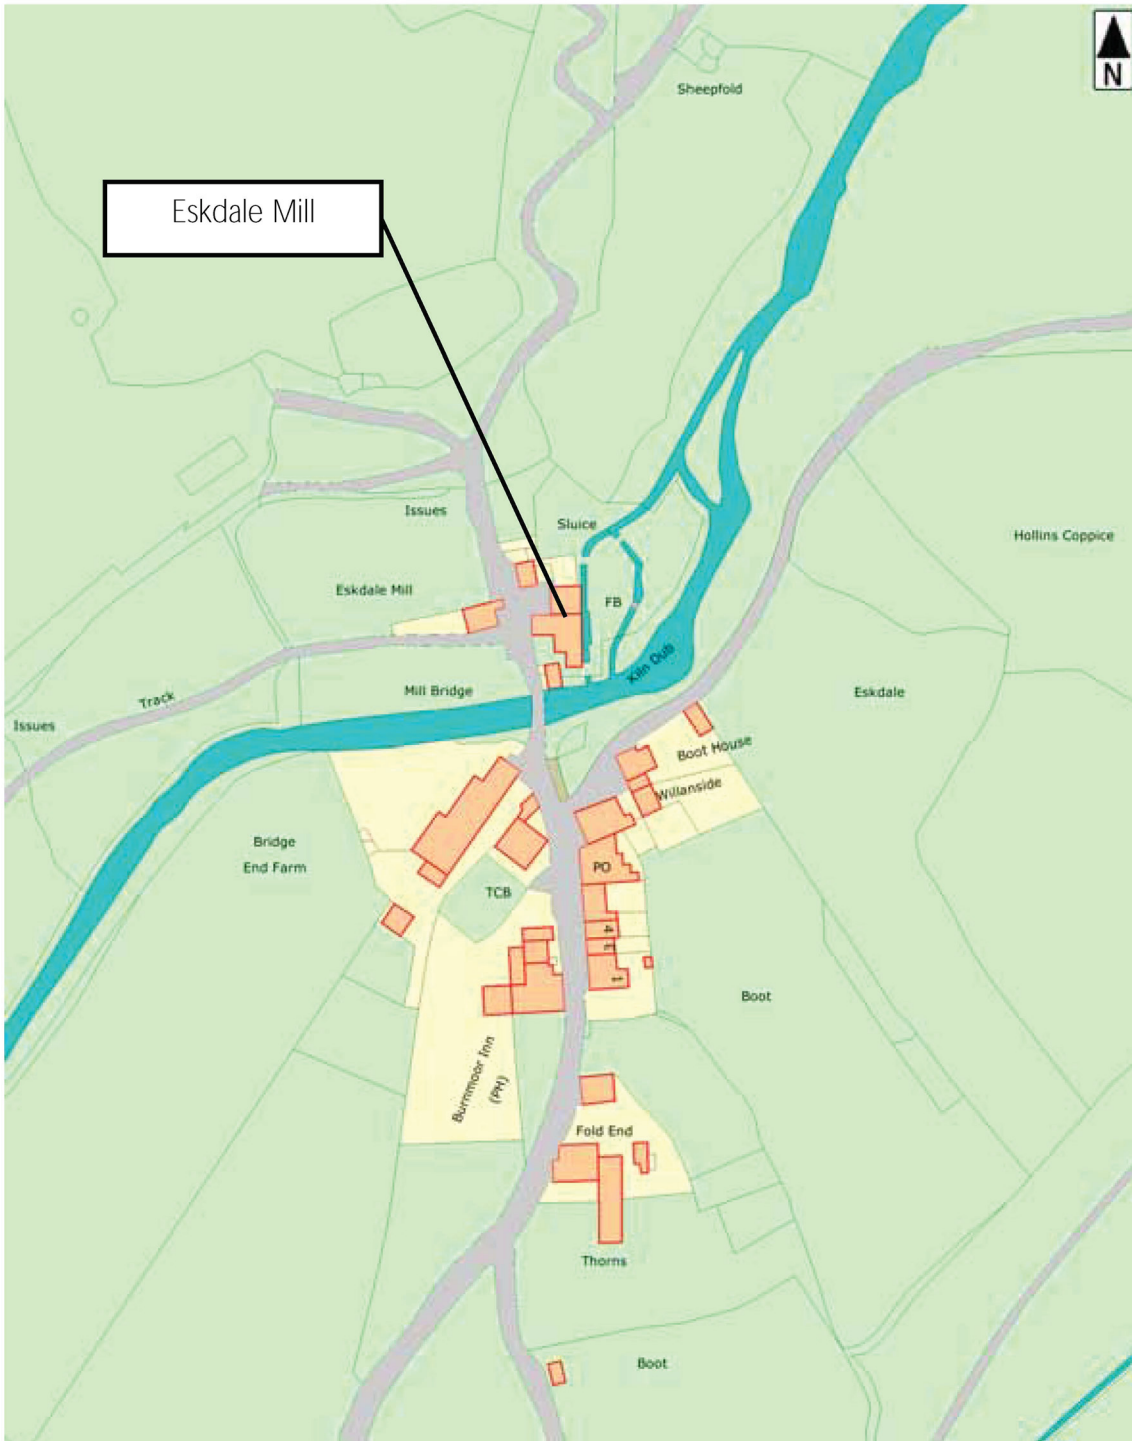 N
Sheepfold
Eskdale Mill
Issues
Sluice
Hollins Coppice
Eskdale Mill
FB
Kiln Dub
Mill Bridge
Eskdale
Track
Issues
Boot House
Willanside
Bridge
End Farm
PO
TCB
4
3
1
Boot
Burnmoor Inn
(PH)
Fold End
Thorns
Boot